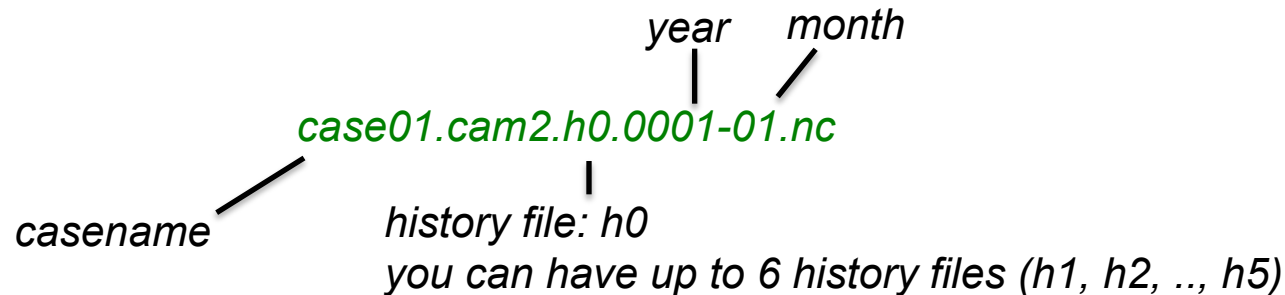 year month
case01.cam2.h0.0001-01.nc
casename
history file: h0
you can have up to 6 history files (h1, h2, .., h5)